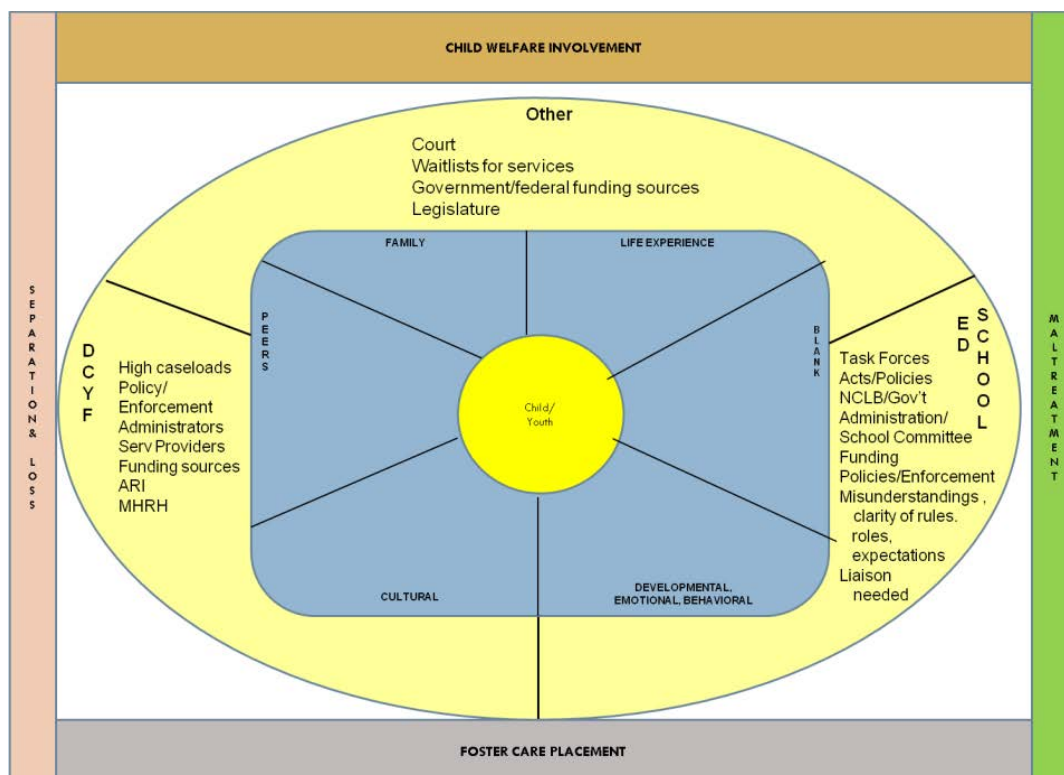 CHILD WELFARE INVOLVEMENT
SEPARATION& LOSS
Other
Court
Waitlists for services
Government/federal funding sources
Legislature
FAMILY
LIFE EXPERIENCE
PEERS
BLANK
DCYF
High caseloads
Policy/
Enforcement
Administrators
Serv Providers
Funding sources
ARI
MHRH
Child/
Youth
SCHOOOL
ED
Task Forces
Acts/Policies
NCLB/Gov't
Administration/
School Committee
Funding
Policies/Enforcement
Misunderstandings ,
clarity of rules.
roles,
expectations
Liaison
needed
CULTURAL
DEVELOPMENTAL,
EMOTIONAL, BEHAVIORAL
MALTREATMENT
FOSTER CARE PLACEMENT